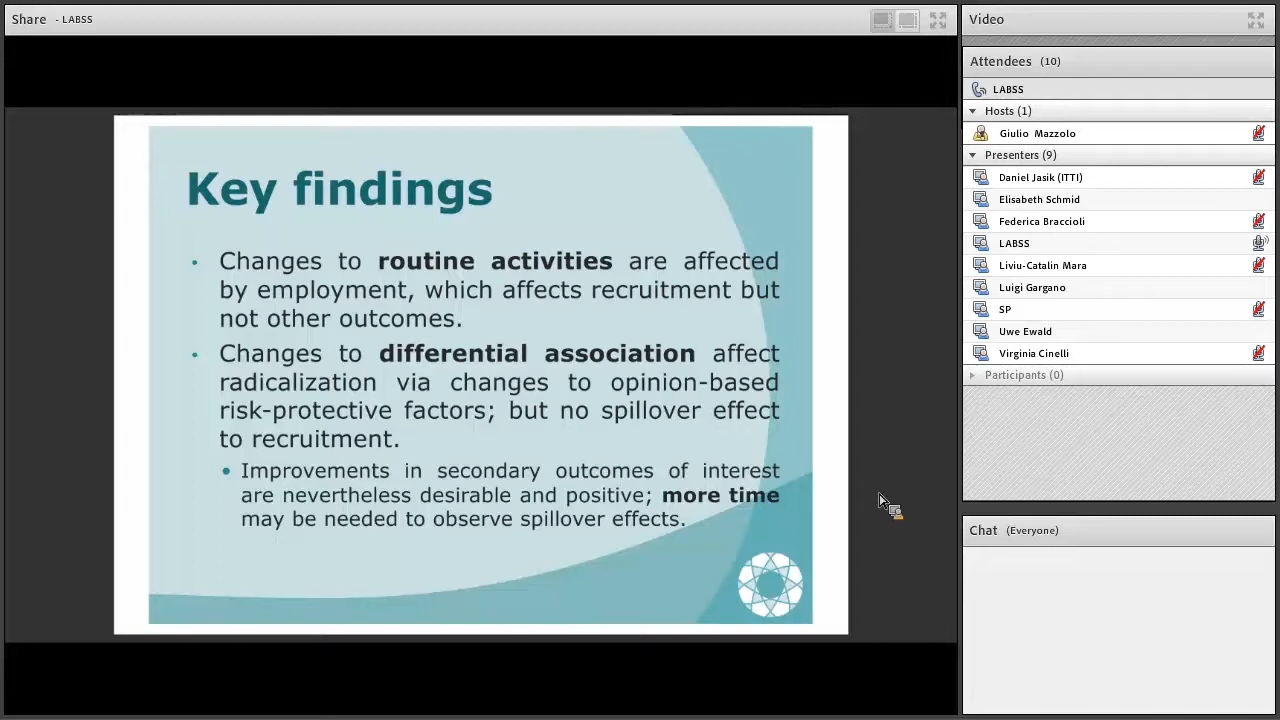 Share - LABSS
Key findings
• Changes to routine activities are affected
by employment, which affects recruitment but
not other outcomes.
• Changes to differential association affect
radicalization via changes to opinion-based
risk-protective factors; but no spillover effect
to recruitment.
• Improvements in secondary outcomes of interest
are nevertheless desirable and positive; more time
may be needed to observe spillover effects.
Video
Attendees (10)
LABSS
Hosts (1)
Giulio Mazzolo
Presenters (9)
Daniel Jasik (ITTI)
Elisabeth Schmid
Federica Braccioli
LABSS
Liviu-Catalin Mara
Luigi Gargano
SP
Uwe Ewald
Virginia Cinelli
Participants (0)
Chat (Everyone)